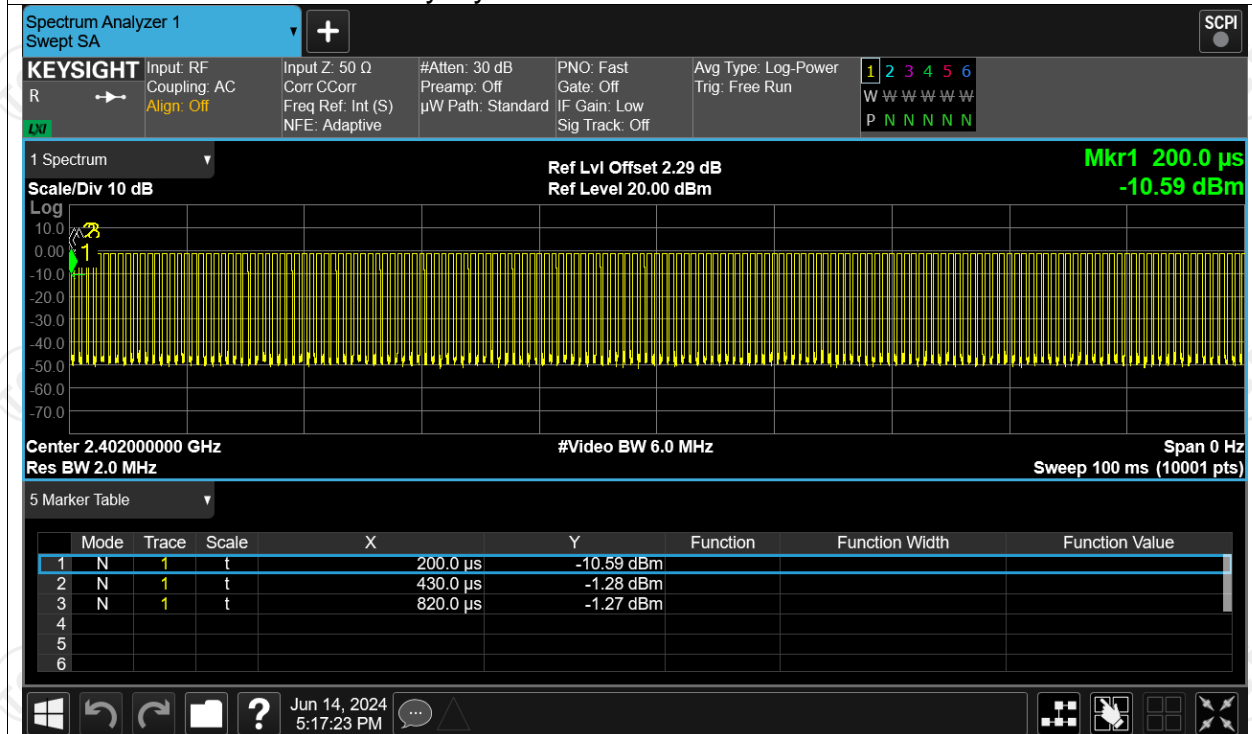 Spectrum Analyzer 1
Swept SA
▼
+
SCPI
KEYSIGHT
R
LXI
Input: RF
Coupling: AC
Align: Off
Input Z: 50 Ω
Corr CCorr
Freq Ref: Int (S)
NFE: Adaptive
#Atten: 30 dB
Preamp: Off
µW Path: Standard
PNO: Fast
Gate: Off
IF Gain: Low
Sig Track: Off
Avg Type: Log-Power
Trig: Free Run
1 2 3 4 5 6
W W W W W W
P N N N N N
1 Spectrum ▼
Scale/Div 10 dB
Ref Lvl Offset 2.29 dB
Ref Level 20.00 dBm
Mkr1 200.0 µs
-10.59 dBm
Log
10.0
0.00
-10.0
-20.0
-30.0
-40.0
-50.0
-60.0
-70.0
1
Center 2.402000000 GHz
Res BW 2.0 MHz
#Video BW 6.0 MHz
Span 0 Hz
Sweep 100 ms (10001 pts)
5 Marker Table ▼
Mode Trace Scale X Y Function Function Width Function Value
1 N 1 t 200.0 µs -10.59 dBm
2 N 1 t 430.0 µs -1.28 dBm
3 N 1 t 820.0 µs -1.27 dBm
4
5
6
?
Jun 14, 2024
5:17:23 PM